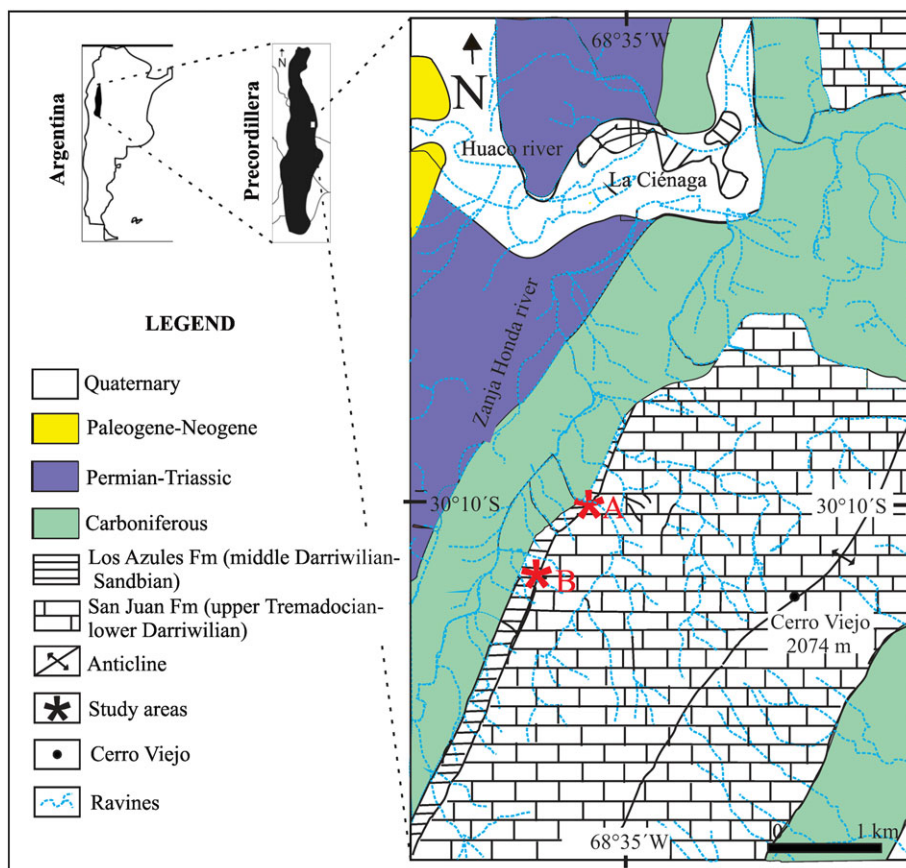 Argentina
Precordillera
N
LEGEND
Quaternary
Paleogene-Neogene
Permian-Triassic
Carboniferous
Los Azules Fm (middle Darriwilian-
Sandbian)
San Juan Fm (upper Tremadocian-
lower Darriwilian)
Anticline
Study areas
Cerro Viejo
Ravines
68°35´W
N
Huaco river
La Ciénaga
Zanja Honda river
30°10´S
A
30°10´S
B
Cerro Viejo
2074 m
68°35´W
0
1 km